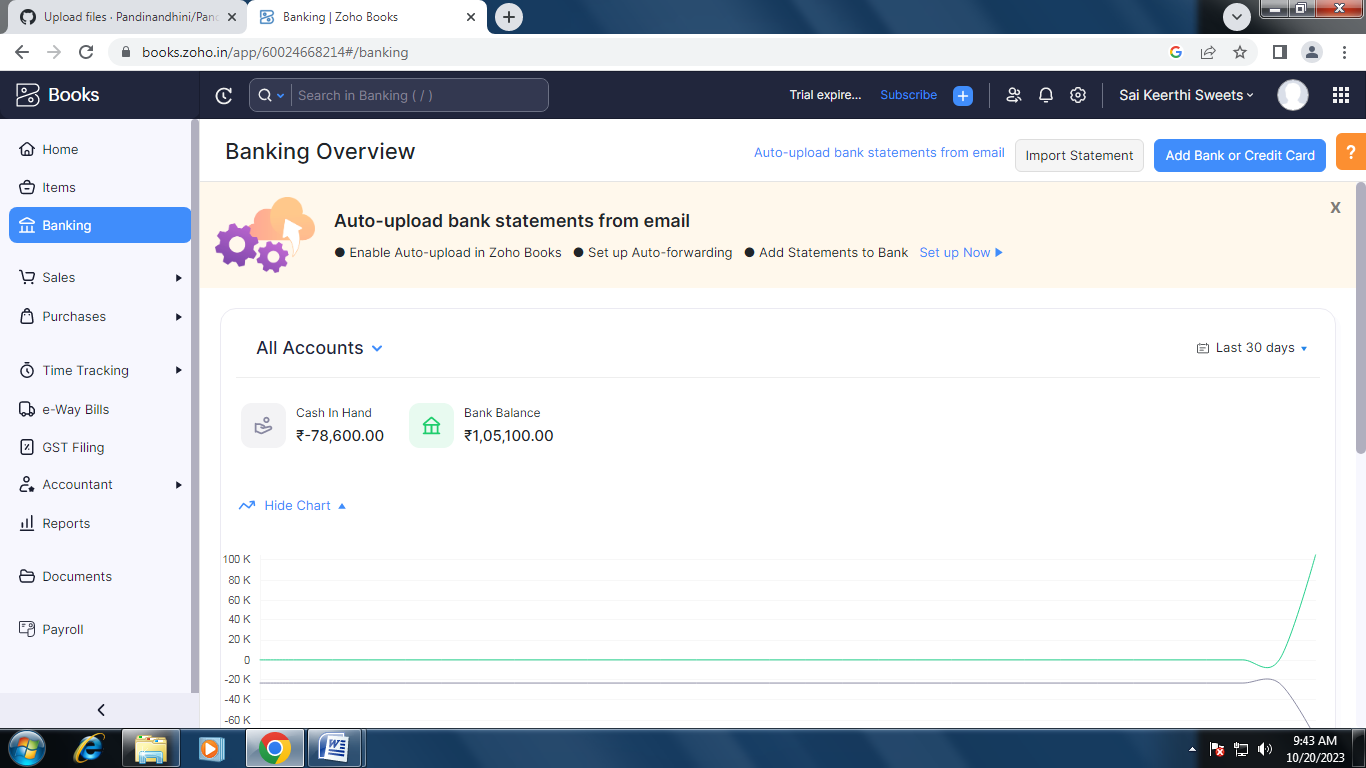 Upload files · Pandinandhini/Pan
Banking | Zoho Books
books.zoho.in/app/60024668214#/banking
Books
Search in Banking ( / )
Trial expire...
Subscribe
Sai Keerthi Sweets
Home
Items
Banking
Sales
Purchases
Time Tracking
e-Way Bills
GST Filing
Accountant
Reports
Documents
Payroll
Banking Overview
Auto-upload bank statements from email
Import Statement
Add Bank or Credit Card
?
Auto-upload bank statements from email
X
● Enable Auto-upload in Zoho Books ● Set up Auto-forwarding ● Add Statements to Bank Set up Now
All Accounts
Last 30 days
Cash In Hand
₹-78,600.00
Bank Balance
₹1,05,100.00
Hide Chart
100 K
80 K
60 K
40 K
20 K
0
-20 K
-40 K
-60 K
9:43 AM
10/20/2023